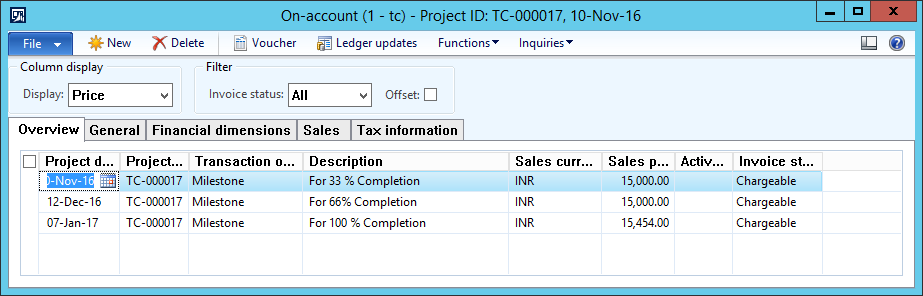 On-account (1 - tc) - Project ID: TC-000017, 10-Nov-16
File New Delete Voucher Ledger updates Functions Inquiries
Column display Filter
Display: Price Invoice status: All Offset:
Overview General Financial dimensions Sales Tax information
Project d... Project... Transaction o... Description Sales curr... Sales p... Activ... Invoice st...
0-Nov-16 TC-000017 Milestone For 33 % Completion INR 15,000.00 Chargeable
12-Dec-16 TC-000017 Milestone For 66% Completion INR 15,000.00 Chargeable
07-Jan-17 TC-000017 Milestone For 100 % Completion INR 15,454.00 Chargeable